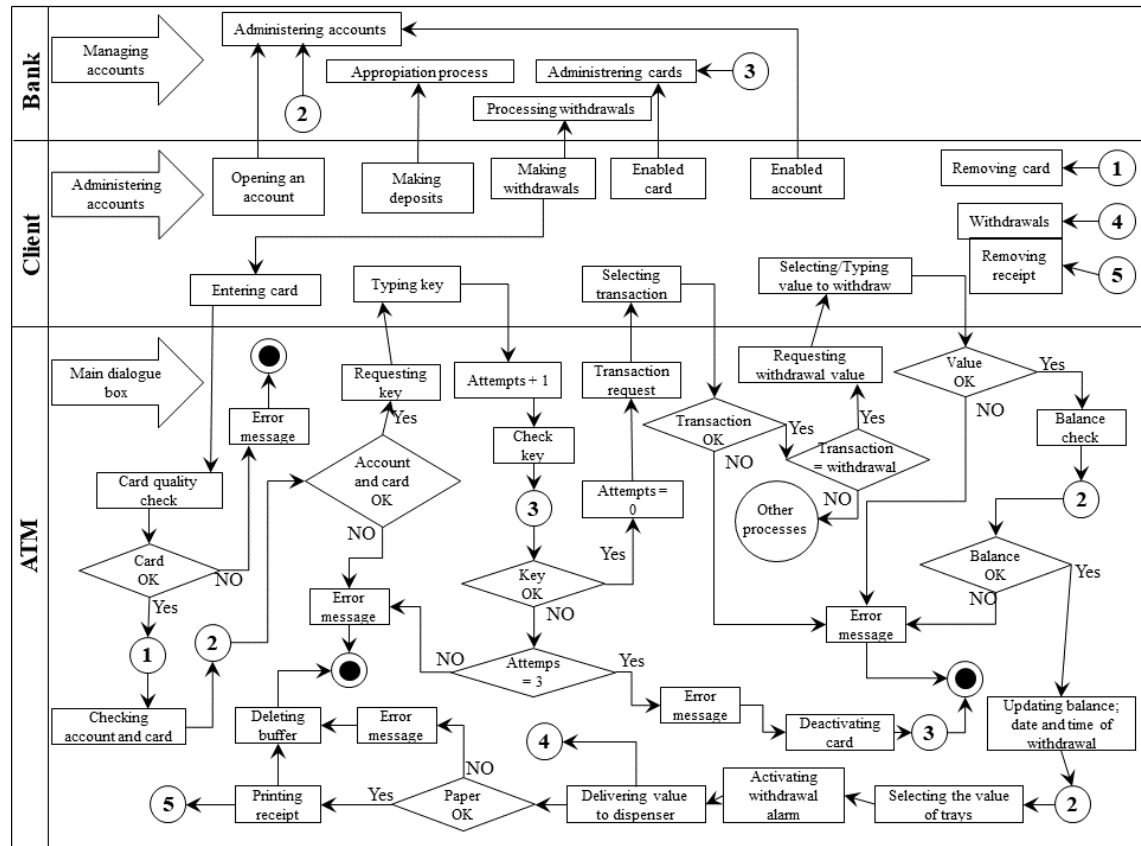 Bank
Managing
accounts
Administering accounts
Appropiation process
Administrering cards
3
2
Processing withdrawals
Client
Administering
accounts
Opening an
account
Making
deposits
Making
withdrawals
Enabled
card
Enabled
account
Removing card
1
Withdrawals
4
Removing
receipt
5
Entering card
Typing key
Selecting
transaction
Selecting/Typing
value to withdraw
ATM
Main dialogue
box
Error
message
Requesting
key
Yes
Attempts + 1
Transaction
request
Requesting
withdrawal value
Value
OK
Yes
NO
Card quality
check
Account
and card
OK
NO
Check
key
3
Attempts =
0
Transaction
OK
Yes
NO
Yes
Transaction
= withdrawal
NO
Other
processes
Balance
check
2
Card
OK
NO
Yes
Key
OK
Yes
NO
Balance
OK
Yes
NO
Error
message
Error
message
1
2
Attemps
= 3
NO
Yes
Checking
account and card
Deleting
buffer
Error
message
Error
message
Deactivating
card
3
Updating balance;
date and time of
withdrawal
4
NO
5
Printing
receipt
Yes
Paper
OK
Delivering value
to dispenser
Activating
withdrawal
alarm
Selecting the value
of trays
2